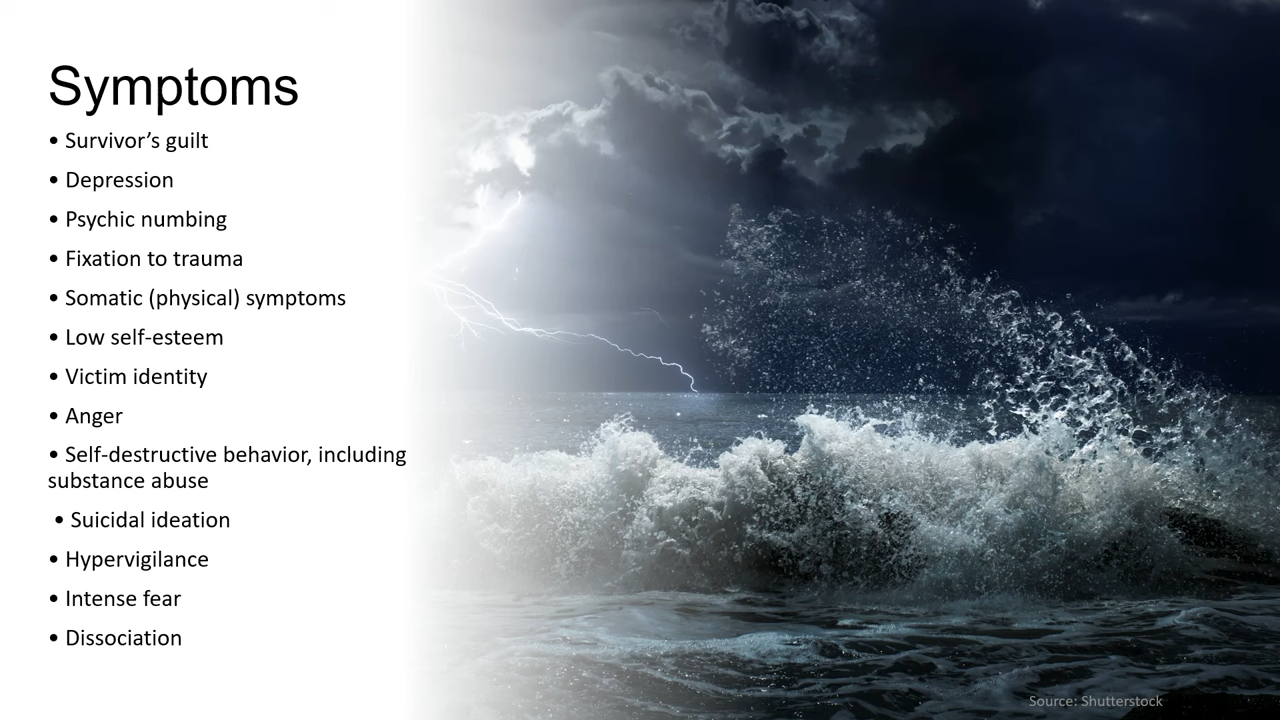 Symptoms
• Survivor’s guilt
• Depression
• Psychic numbing
• Fixation to trauma
• Somatic (physical) symptoms
• Low self-esteem
• Victim identity
• Anger
• Self-destructive behavior, including
substance abuse
• Suicidal ideation
• Hypervigilance
• Intense fear
• Dissociation
Source: Shutterstock